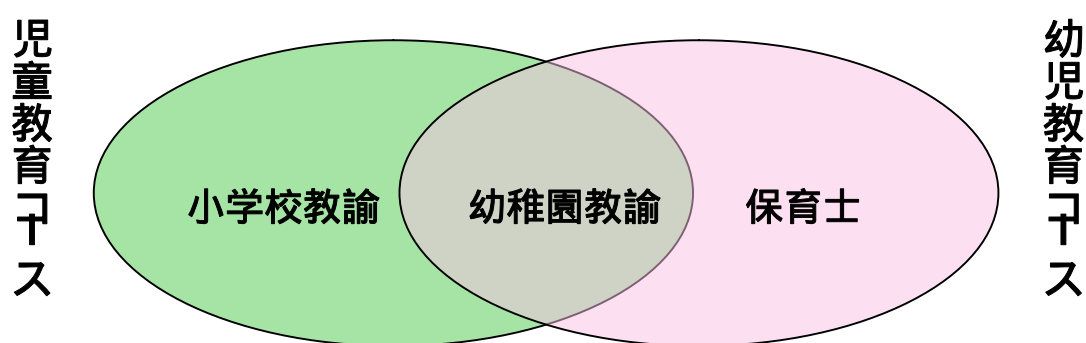 児童教育コース
小学校教諭
幼稚園教諭
保育士
幼児教育コース